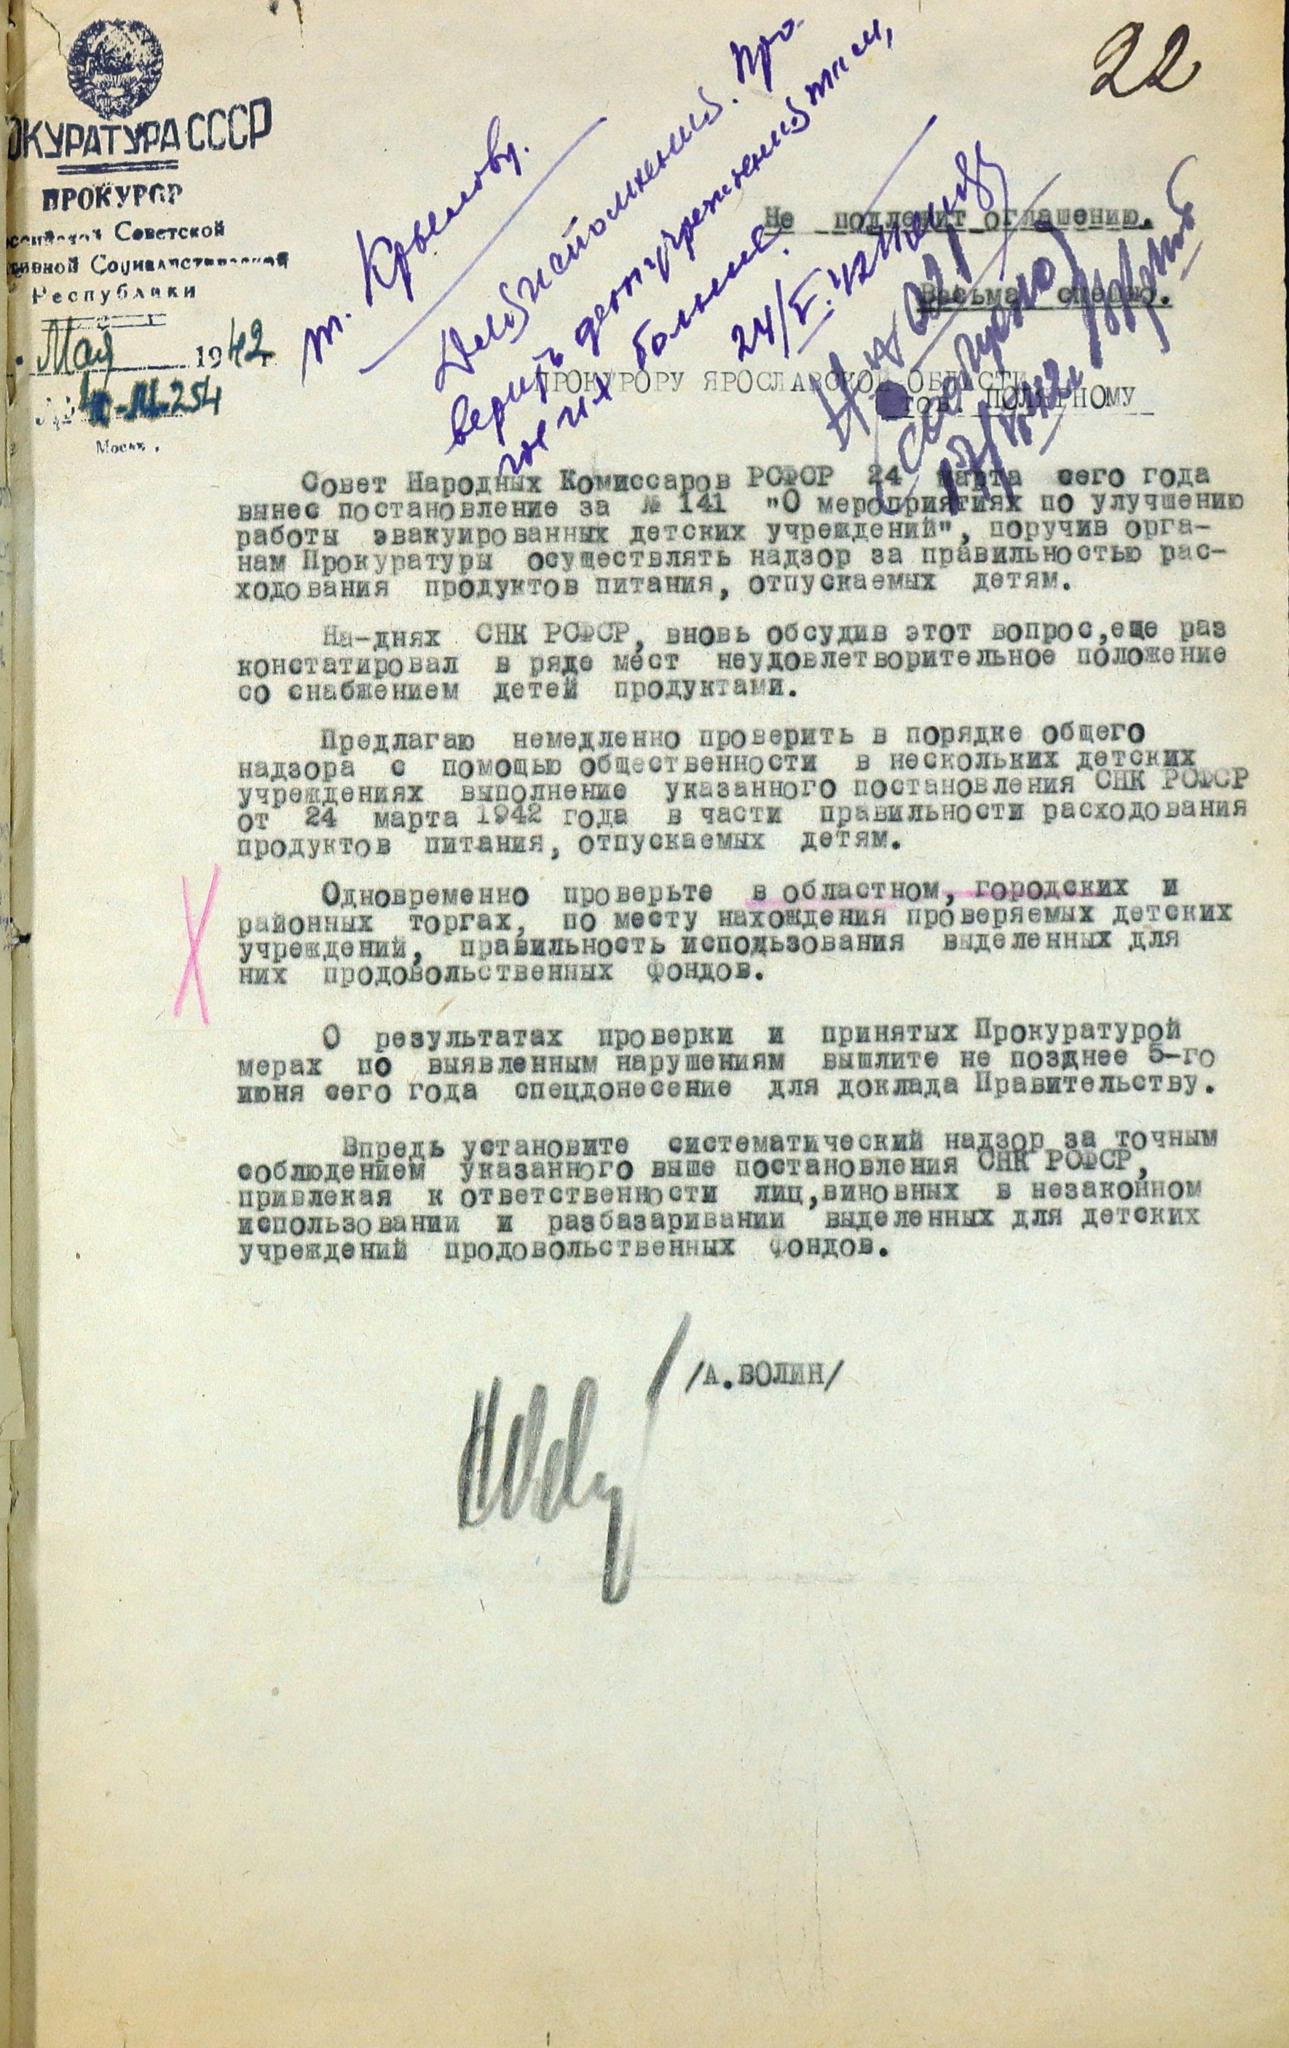 22
ПРОКУРАТУРА СССР
ПРОКУРОР
Советской
Социалистической
Республики
Мая 1942 г.
254
Москва
т. Крылову.
Про-
верить детучреждения там,
где их больше.
24/V.42
Не подлежит оглашению.
Весьма спешно.
ПРОКУРОРУ ЯРОСЛАВСКОЙ ОБЛАСТИ
тов. ПОЛЯРНОМУ
Совет Народных Комиссаров РСФСР 24 марта сего года
вынес постановление за № 141 "О мероприятиях по улучшению
работы эвакуированных детских учреждений", поручив орга-
нам Прокуратуры осуществлять надзор за правильностью рас-
ходования продуктов питания, отпускаемых детям.
На-днях СНК РСФСР, вновь обсудив этот вопрос,еще раз
констатировал в ряде мест неудовлетворительное положение
со снабжением детей продуктами.
Предлагаю немедленно проверить в порядке общего
надзора с помощью общественности в нескольких детских
учреждениях выполнение указанного постановления СНК РСФСР
от 24 марта 1942 года в части правильности расходования
продуктов питания, отпускаемых детям.
Одновременно проверьте в областном, городских и
районных торгах, по месту нахождения проверяемых детских
учреждений, правильность использования выделенных для
них продовольственных фондов.
О результатах проверки и принятых Прокуратурой
мерах по выявленным нарушениям вышлите не позднее 5-го
июня сего года спецдонесение для доклада Правительству.
Впредь установите систематический надзор за точным
соблюдением указанного выше постановления СНК РСФСР,
привлекая к ответственности лиц,виновных в незаконном
использовании и разбазаривании выделенных для детских
учреждений продовольственных фондов.
/А.ВОЛИН/